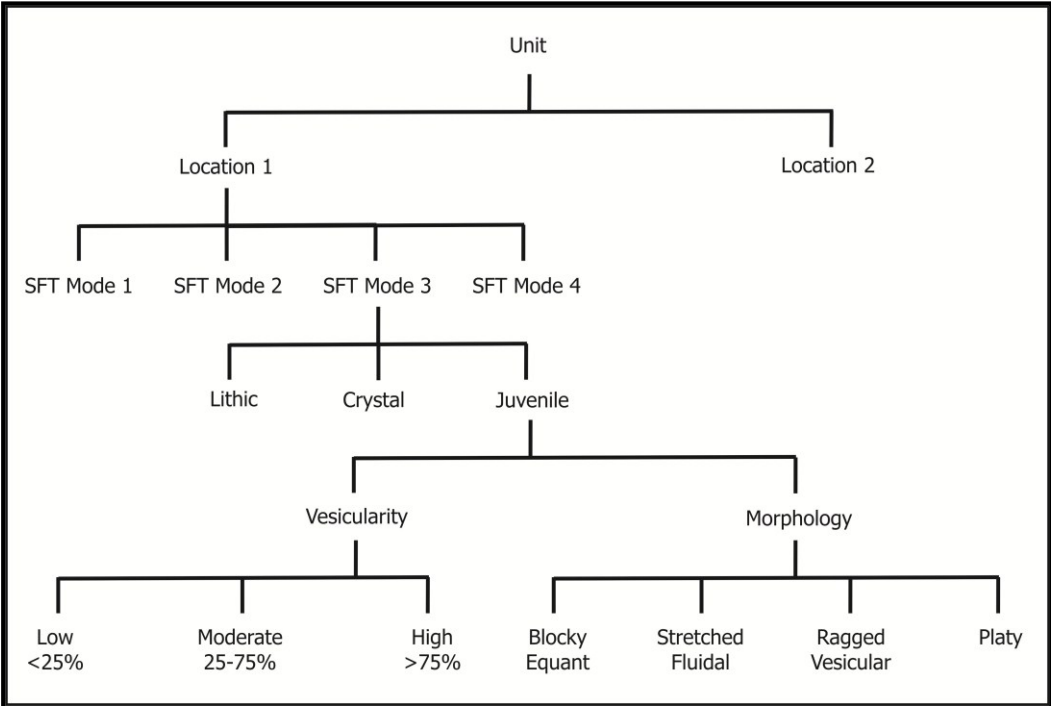 Unit
Location 1
Location 2
SFT Mode 1
SFT Mode 2
SFT Mode 3
SFT Mode 4
Lithic
Crystal
Juvenile
Vesicularity
Morphology
Low
<25%
Moderate
25-75%
High
>75%
Blocky
Equant
Stretched
Fluidal
Ragged
Vesicular
Platy